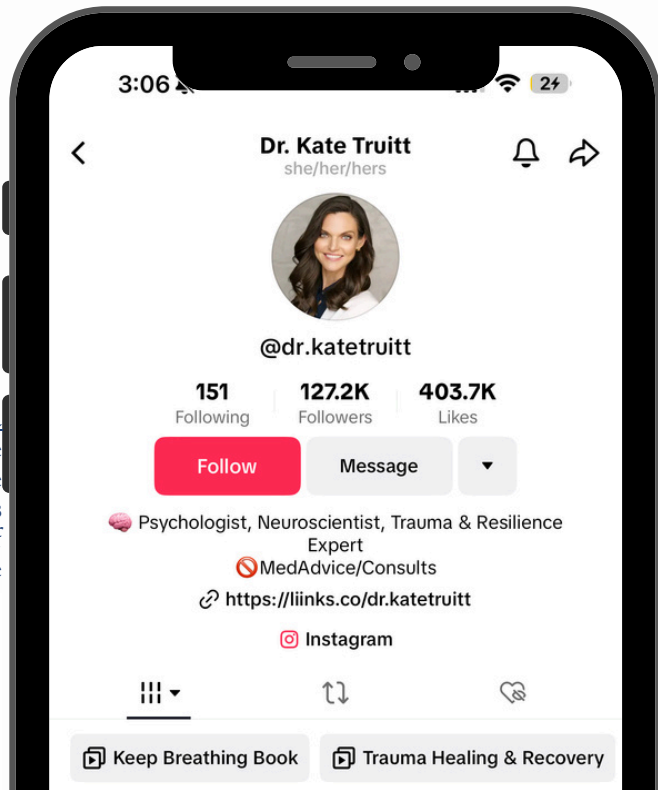 3:06
24
Dr. Kate Truitt
she/her/hers
@dr.katetruitt
151 127.2K 403.7K
Following Followers Likes
Follow Message
Psychologist, Neuroscientist, Trauma & Resilience
Expert
MedAdvice/Consults
https://liinks.co/dr.katetruitt
Instagram
Keep Breathing Book Trauma Healing & Recovery